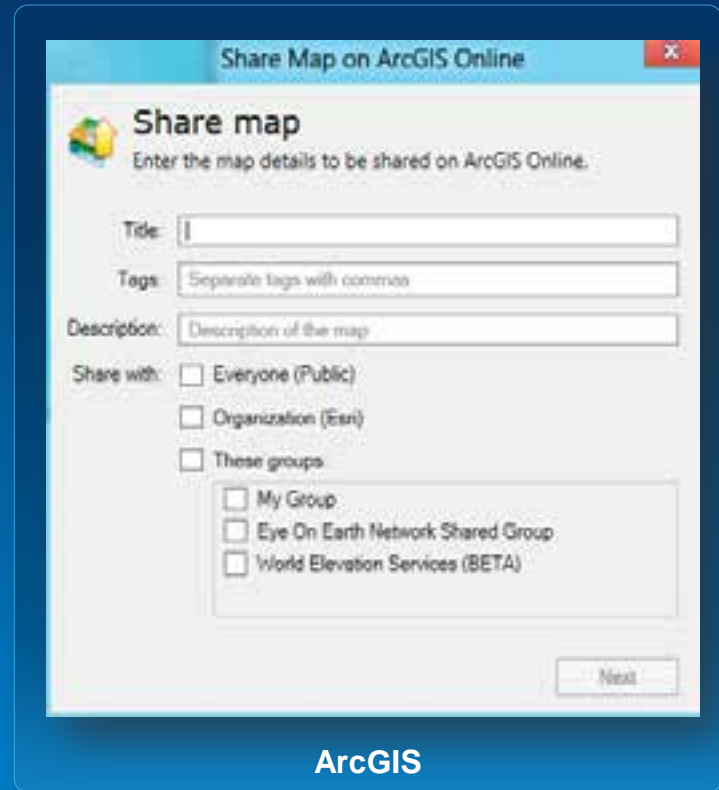 Share Map on ArcGIS Online
Share map
Enter the map details to be shared on ArcGIS Online.
Title:
Tags: Separate tags with commas
Description: Description of the map
Share with: Everyone (Public)
Organization (Esri)
These groups
My Group
Eye On Earth Network Shared Group
World Elevation Services (BETA)
Next
ArcGIS